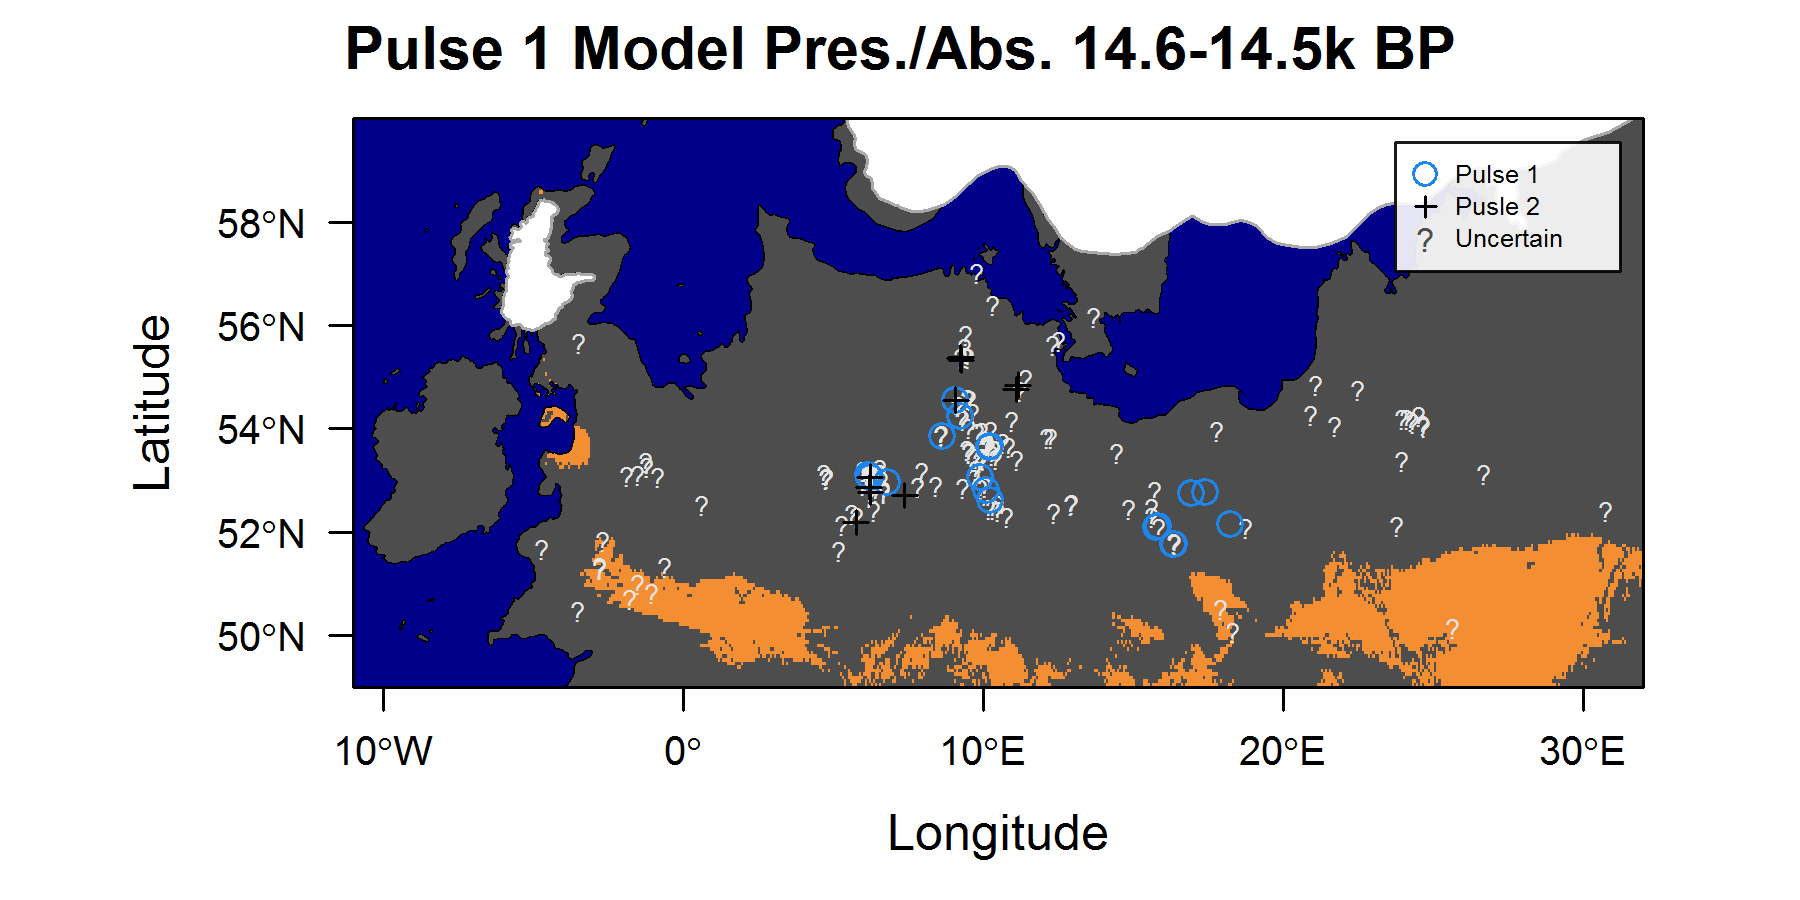 Pulse 1 Model Pres./Abs. 14.6-14.5k BP
Pulse 1
Pusle 2
? Uncertain
58°N
56°N
54°N
52°N
50°N
Latitude
10°W 0° 10°E 20°E 30°E
Longitude